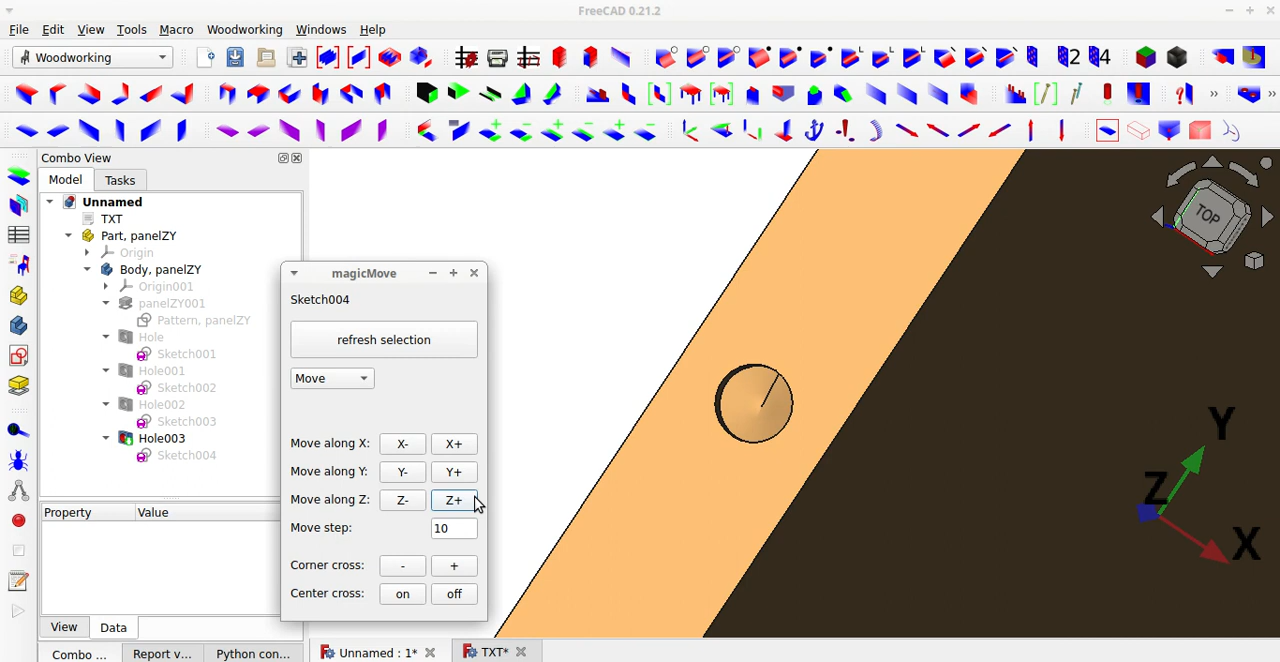 FreeCAD 0.21.2
File Edit View Tools Macro Woodworking Windows Help
Woodworking
2 4
Combo View
Model Tasks
Unnamed
TXT
Part, panelZY
Origin
Body, panelZY
Origin001
panelZY001
Pattern, panelZY
Hole
Sketch001
Hole001
Sketch002
Hole002
Sketch003
Hole003
Sketch004
Property Value
View Data
Combo ... Report v... Python con...
magicMove
Sketch004
refresh selection
Move
Move along X: X- X+
Move along Y: Y- Y+
Move along Z: Z- Z+
Move step: 10
Corner cross: - +
Center cross: on off
TOP
Y
Z
X
Unnamed : 1* TXT*